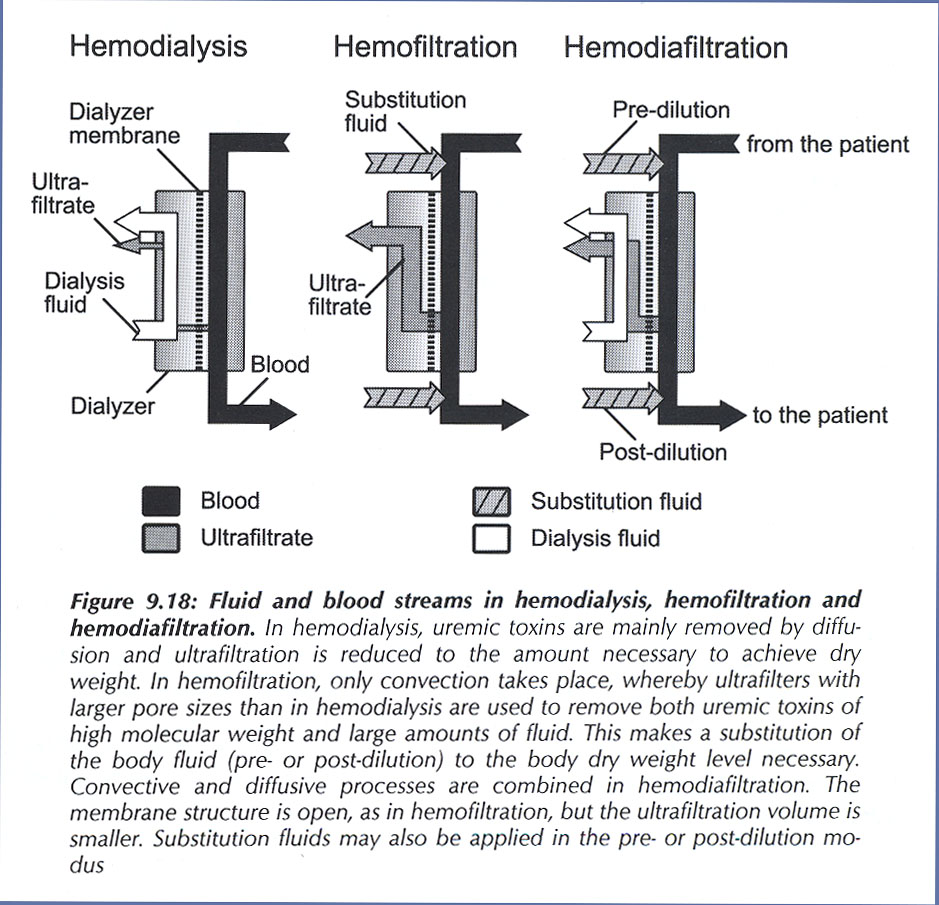 Hemodialysis
Hemofiltration
Hemodiafiltration
Dialyzer
membrane
Ultra-
filtrate
Dialysis
fluid
Dialyzer
Blood
Substitution
fluid
Ultra-
filtrate
Pre-dilution
from the patient
to the patient
Post-dilution
Blood
Ultrafiltrate
Substitution fluid
Dialysis fluid
Figure 9.18: Fluid and blood streams in hemodialysis, hemofiltration and
hemodiafiltration. In hemodialysis, uremic toxins are mainly removed by diffu-
sion and ultrafiltration is reduced to the amount necessary to achieve dry
weight. In hemofiltration, only convection takes place, whereby ultrafilters with
larger pore sizes than in hemodialysis are used to remove both uremic toxins of
high molecular weight and large amounts of fluid. This makes a substitution of
the body fluid (pre- or post-dilution) to the body dry weight level necessary.
Convective and diffusive processes are combined in hemodiafiltration. The
membrane structure is open, as in hemofiltration, but the ultrafiltration volume is
smaller. Substitution fluids may also be applied in the pre- or post-dilution mo-
dus